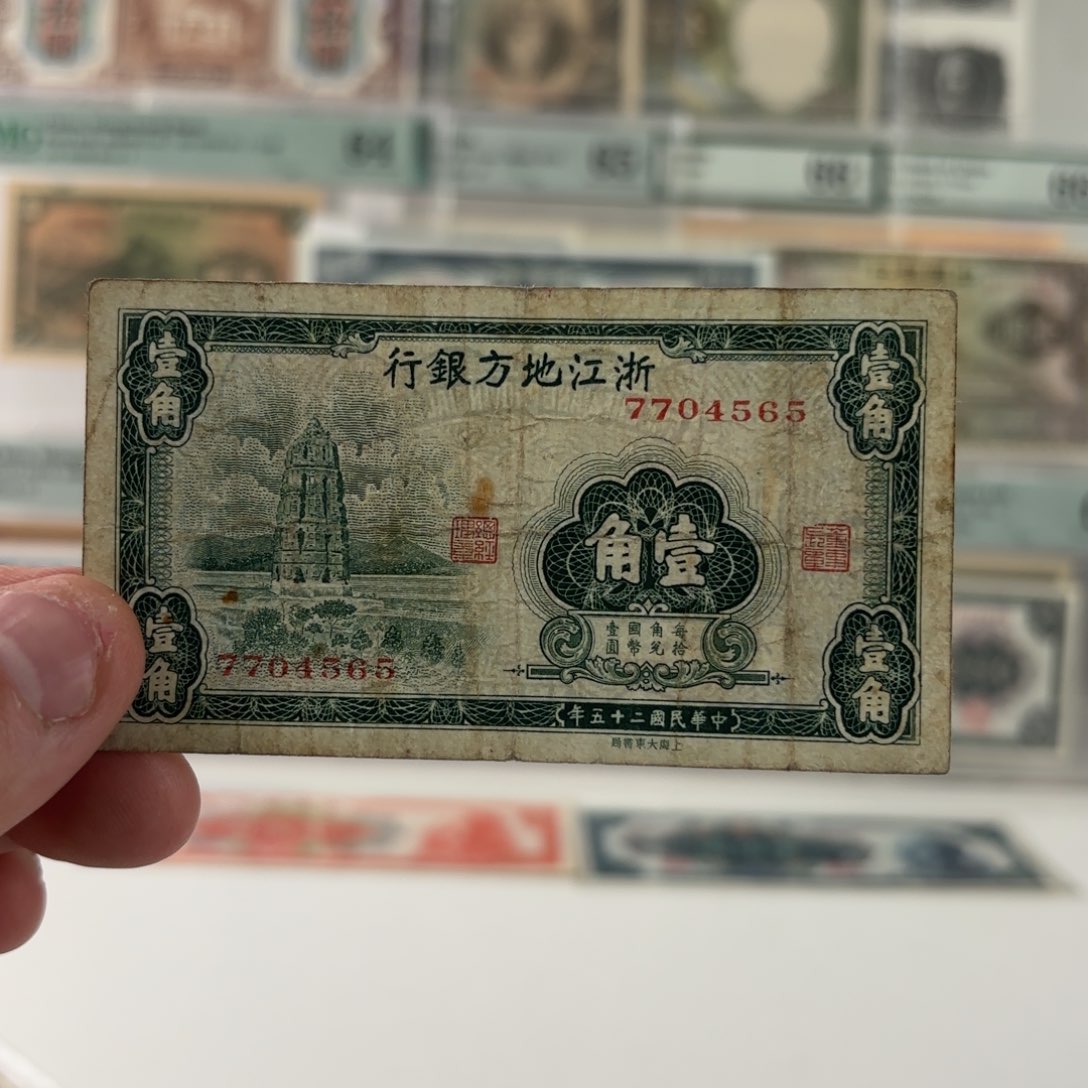 壹角
壹角
浙江地方銀行
7704565
壹角
每拾
角兌
國幣
壹圓
7704565
壹角
壹角
中華民國二十五年
上海大東書局